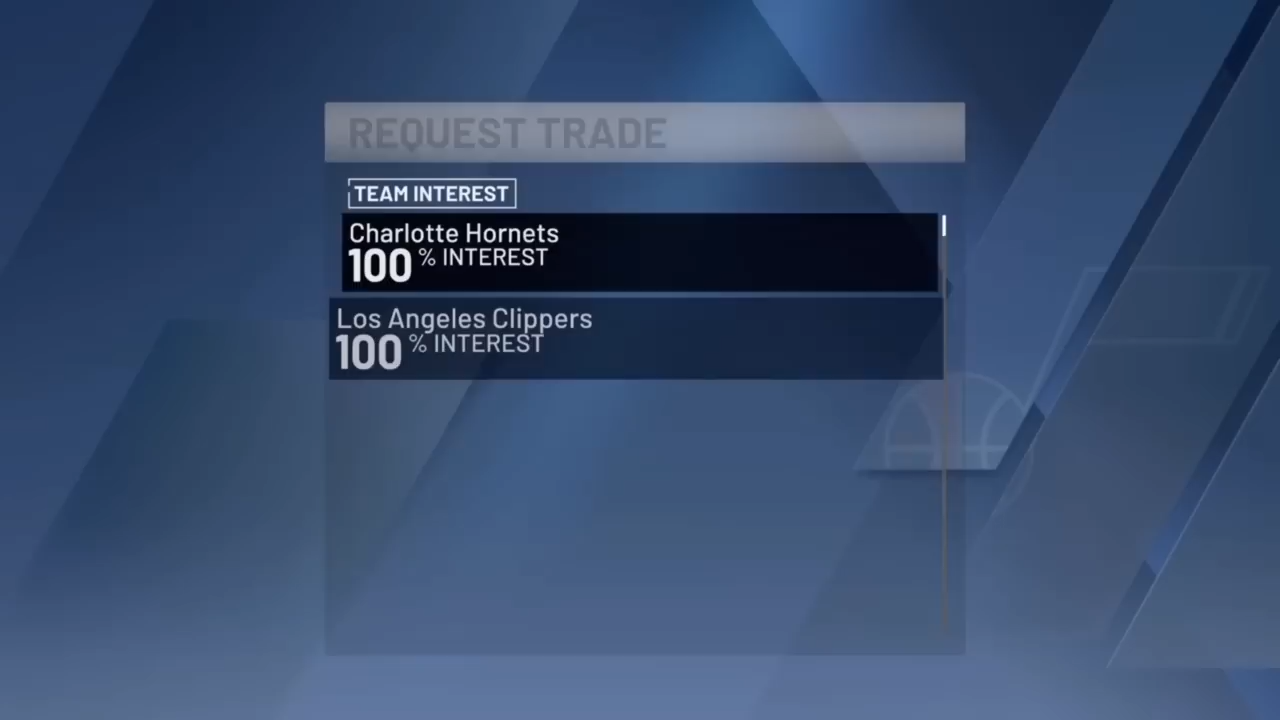 REQUEST TRADE
TEAM INTEREST
Charlotte Hornets
100 % INTEREST
Los Angeles Clippers
100 % INTEREST